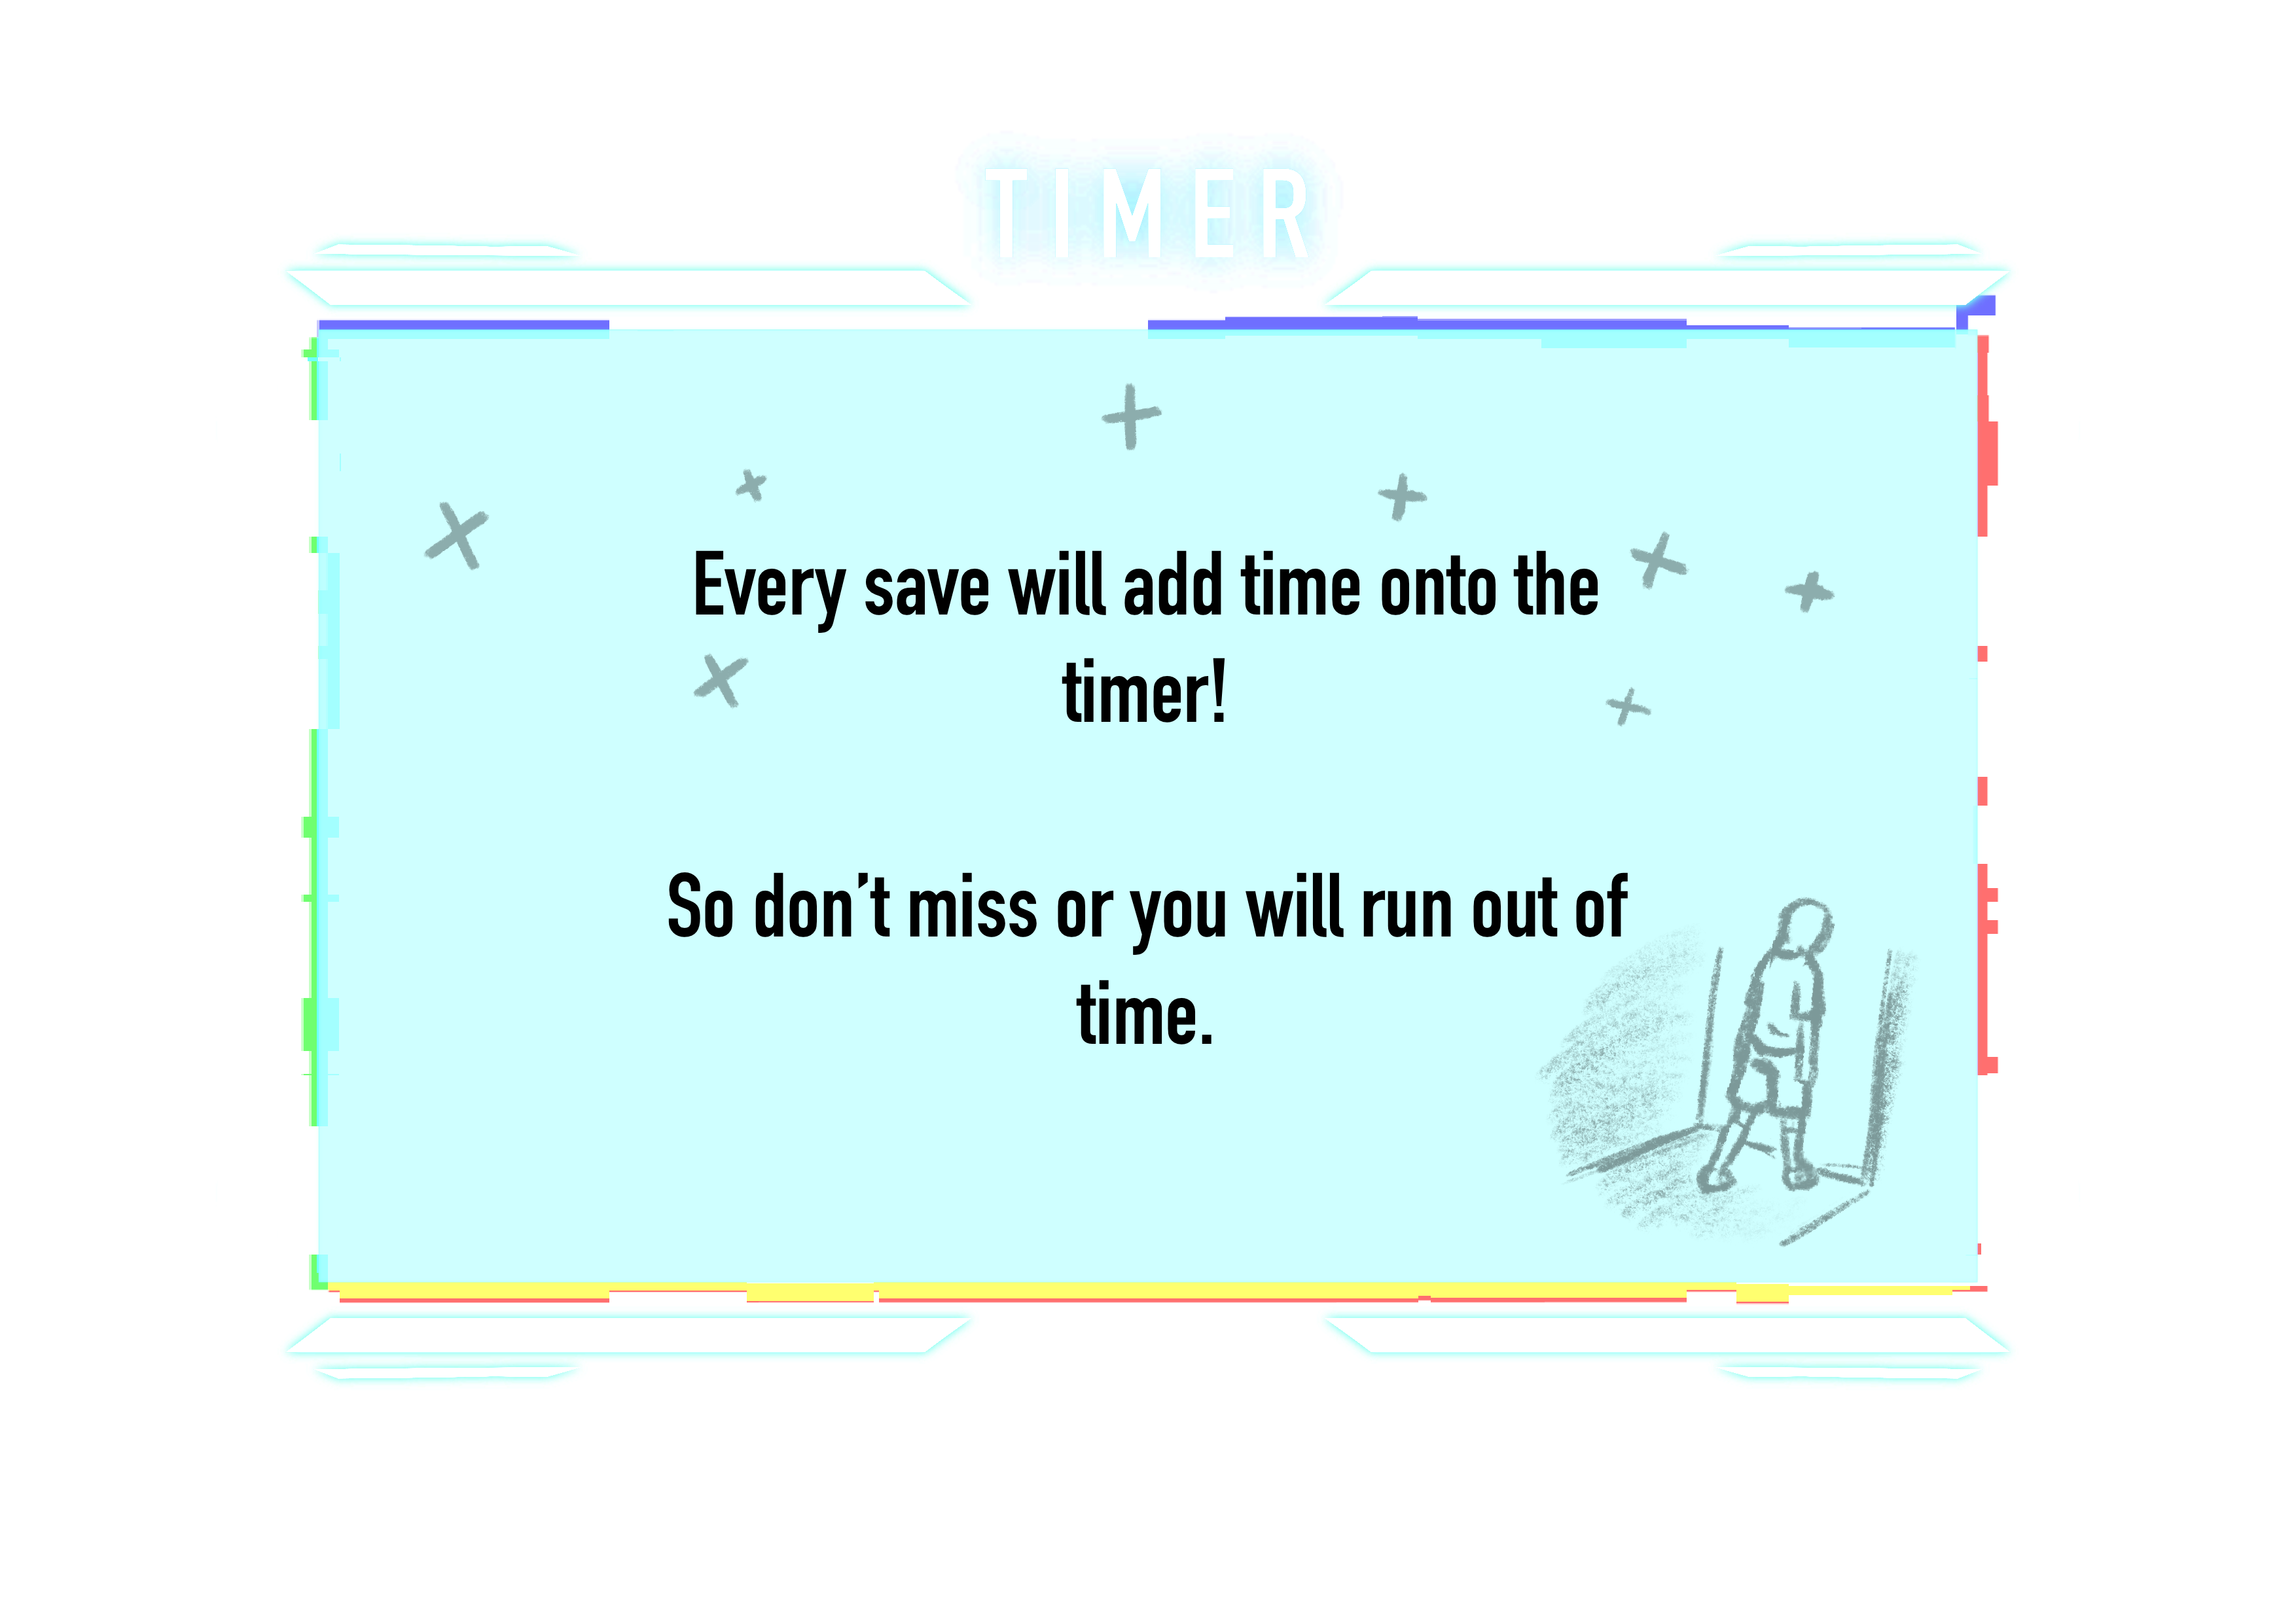 TIMER
Every save will add time onto the
timer!
So don’t miss or you will run out of
time.